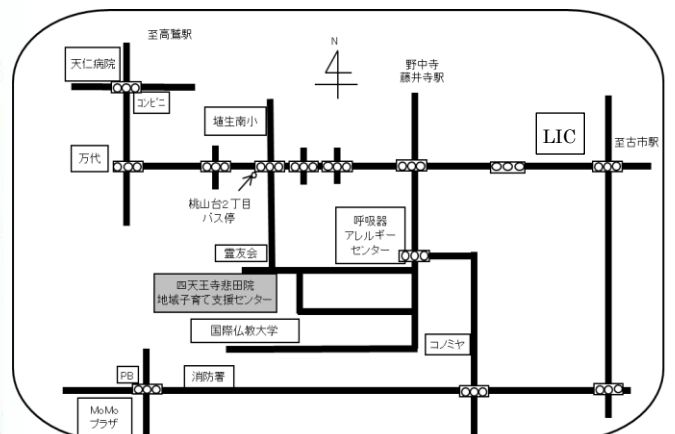 至高鷲駅
N
天仁病院
野中寺
藤井寺駅
コンビニ
埴生南小
LIC
至古市駅
万代
桃山台2丁目
バス停
呼吸器
アレルギー
センター
霊友会
四天王寺悲田院
地域子育て支援センター
国際仏教大学
コノミヤ
PB
消防署
MoMo
プラザ